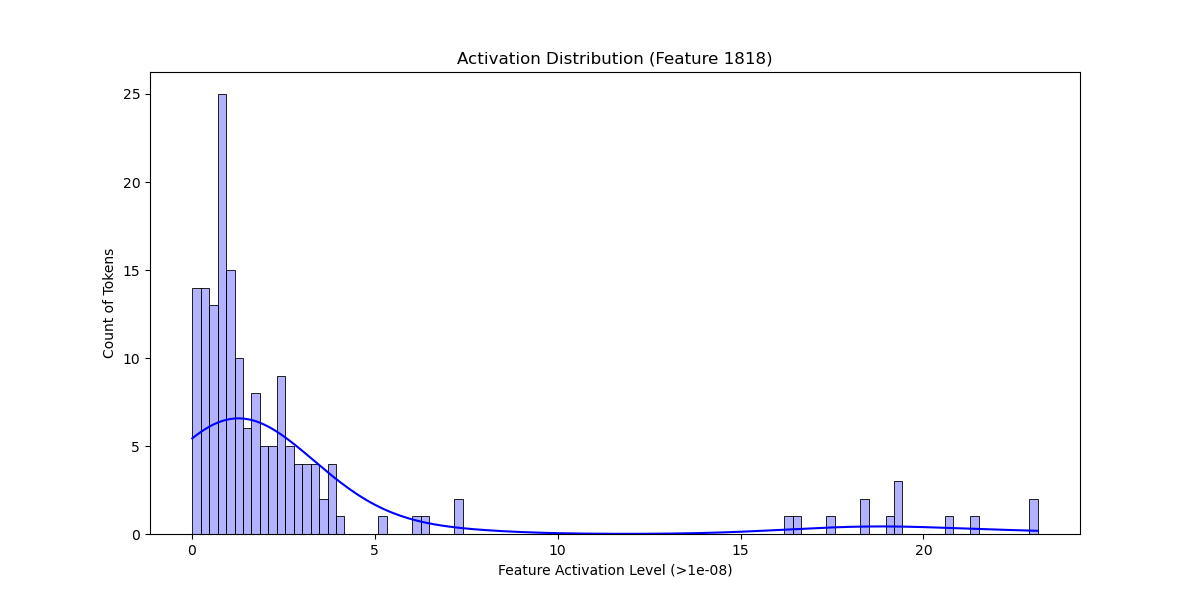 Activation Distribution (Feature 1818)
25
20
15
10
5
0
Count of Tokens
0 5 10 15 20
Feature Activation Level (>1e-08)